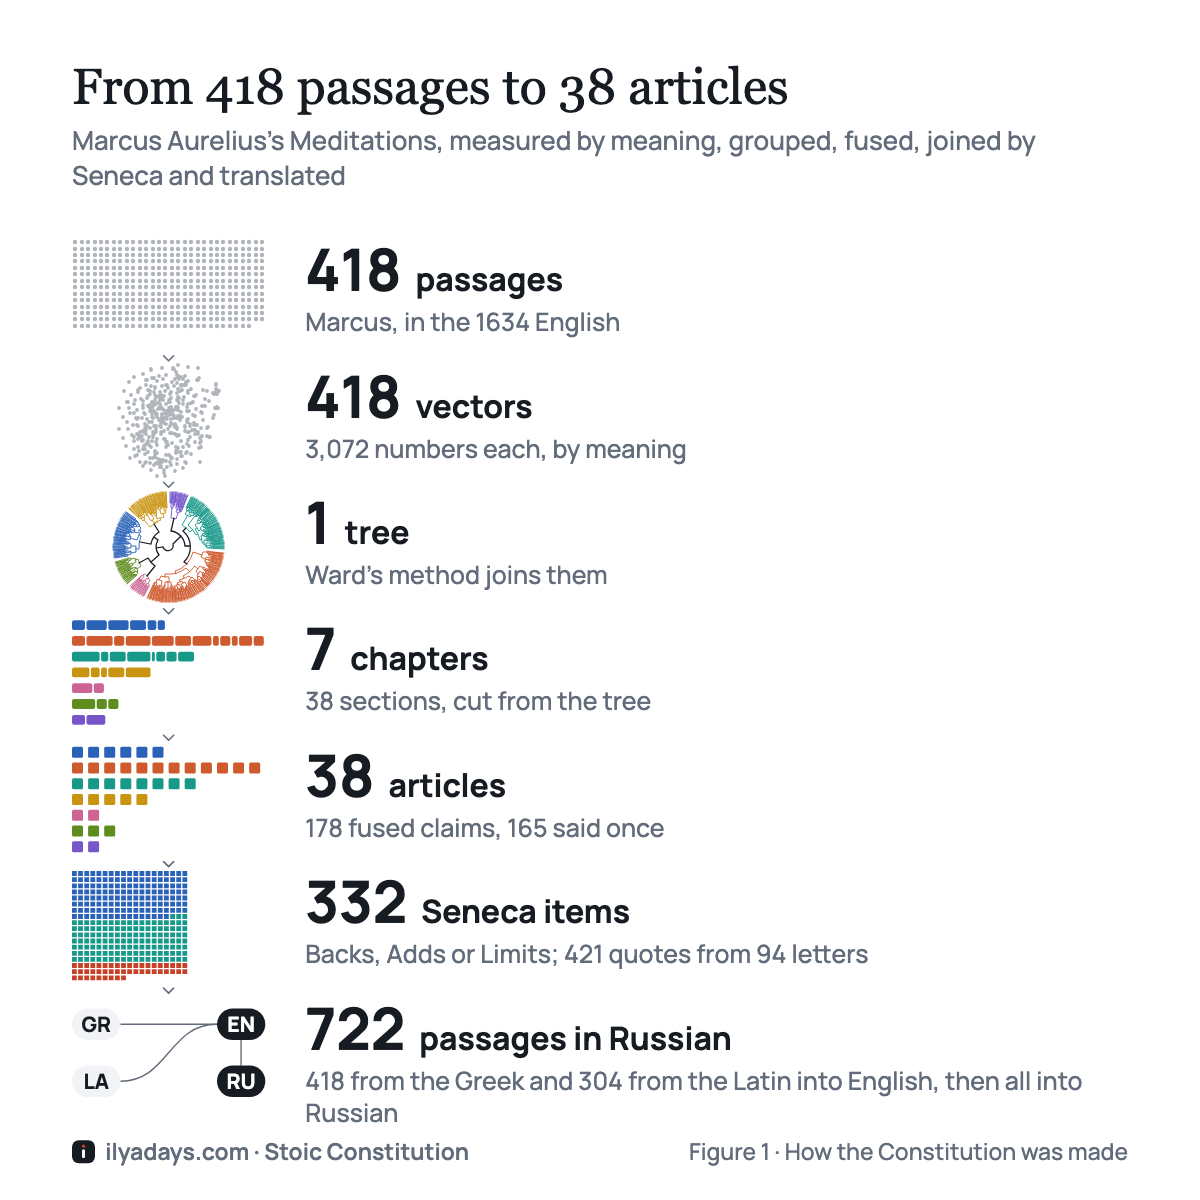 From 418 passages to 38 articles
Marcus Aurelius's Meditations, measured by meaning, grouped, fused, joined by
Seneca and translated
418 passages
Marcus, in the 1634 English
418 vectors
3,072 numbers each, by meaning
1 tree
Ward's method joins them
7 chapters
38 sections, cut from the tree
38 articles
178 fused claims, 165 said once
332 Seneca items
Backs, Adds or Limits; 421 quotes from 94 letters
GR EN
LA RU
722 passages in Russian
418 from the Greek and 304 from the Latin into English, then all into
Russian
i ilyadays.com · Stoic Constitution
Figure 1 · How the Constitution was made